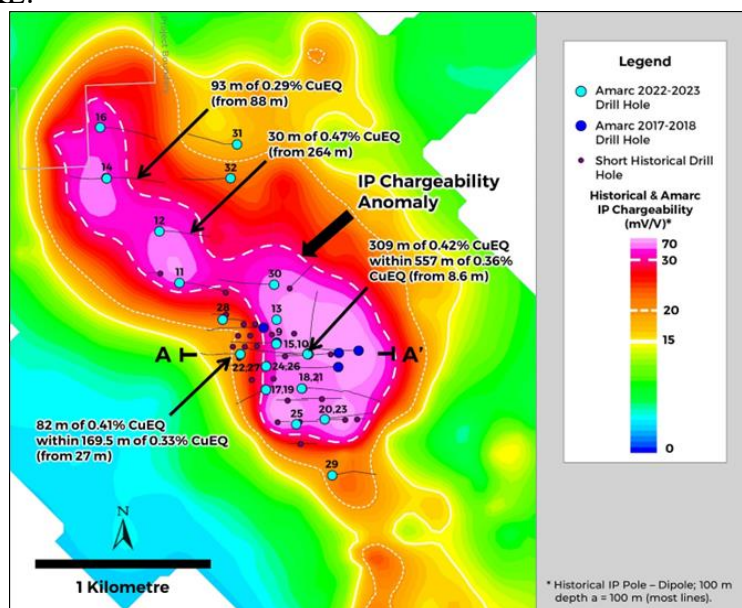 Project Boundary
93 m of 0.29% CuEQ
(from 88 m)
30 m of 0.47% CuEQ
(from 264 m)
16
31
14
32
IP Chargeability
Anomaly
12
309 m of 0.42% CuEQ
within 557 m of 0.36%
CuEQ (from 8.6 m)
11
30
28
13
9
15,10
A
A'
22,27
24,26
18,21
17,19
82 m of 0.41% CuEQ
within 169.5 m of 0.33% CuEQ
(from 27 m)
25
20,23
29
N
1 Kilometre
Legend
Amarc 2022-2023
Drill Hole
Amarc 2017-2018
Drill Hole
Short Historical Drill
Hole
Historical & Amarc
IP Chargeability
(mV/V)*
70
30
20
15
0
* Historical IP Pole – Dipole; 100 m
depth a = 100 m (most lines).